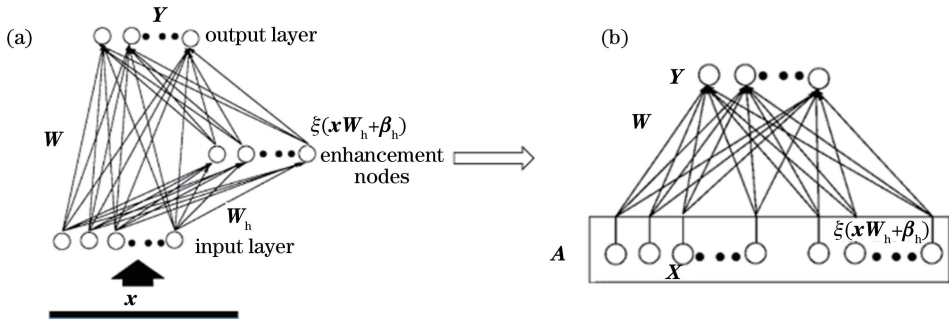 (a)
Y
output layer
W
ξ(xWh+βh)
enhancement
nodes
Wh
input layer
x
(b)
Y
W
ξ(xWh+βh)
A
X